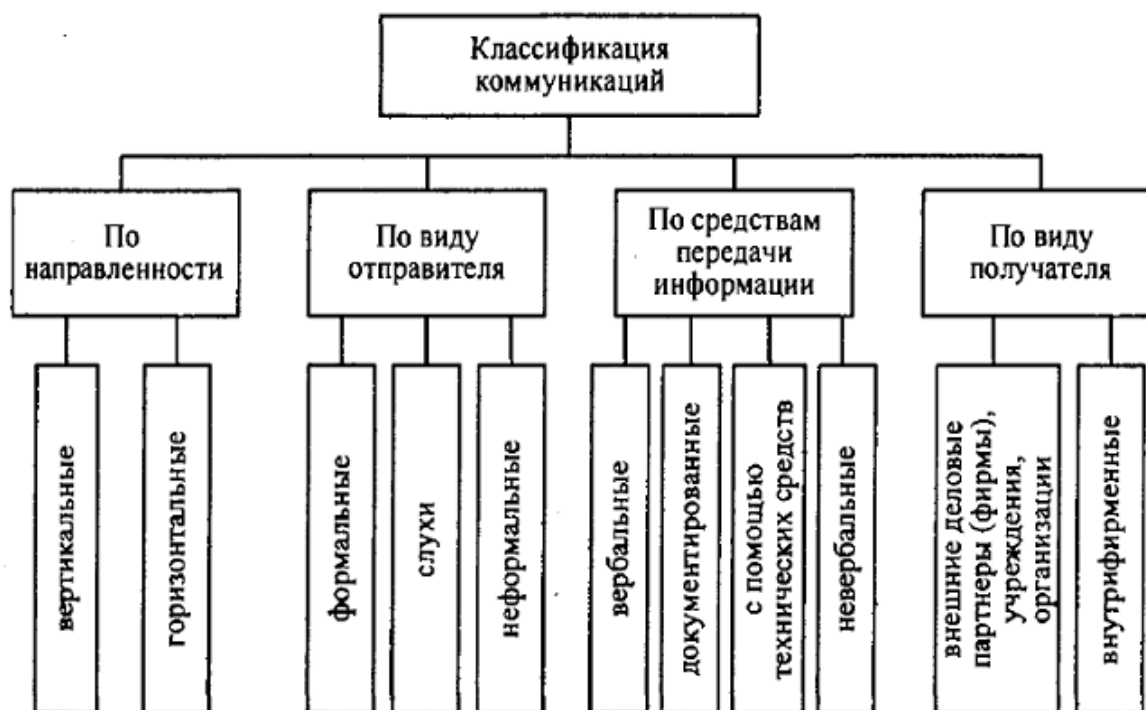 Классификация
коммуникаций
По
направленности
По виду
отправителя
По средствам
передачи
информации
По виду
получателя
вертикальные
горизонтальные
формальные
слухи
неформальные
вербальные
документированные
с помощью
технических средств
невербальные
внешние деловые
партнеры (фирмы),
учреждения,
организации
внутрифирменные